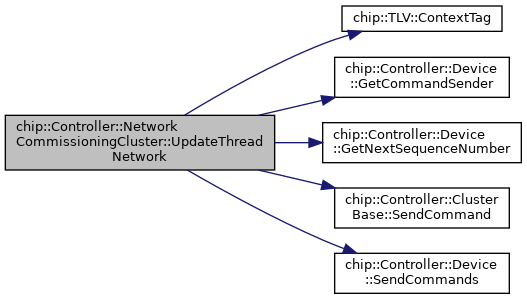 chip::TLV::ContextTag
chip::Controller::Device
::GetCommandSender
chip::Controller::Network
CommissioningCluster::UpdateThread
Network
chip::Controller::Device
::GetNextSequenceNumber
chip::Controller::Cluster
Base::SendCommand
chip::Controller::Device
::SendCommands